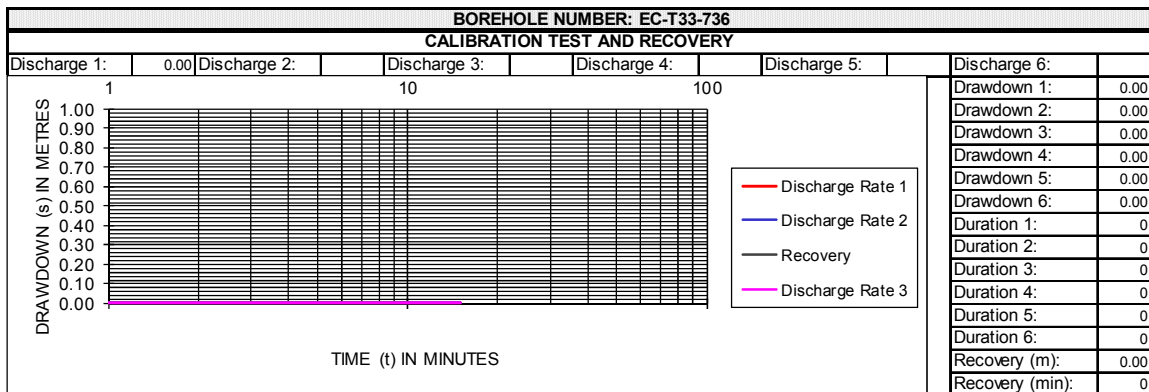 BOREHOLE NUMBER: EC-T33-736
CALIBRATION TEST AND RECOVERY
Discharge 1: 0.00 Discharge 2: Discharge 3: Discharge 4: Discharge 5: Discharge 6:
1 10 100
1.00
0.90
0.80
0.70
0.60
0.50
0.40
0.30
0.20
0.10
0.00
DRAWDOWN (s) IN METRES
TIME (t) IN MINUTES
Discharge Rate 1
Discharge Rate 2
Recovery
Discharge Rate 3
Drawdown 1: 0.00
Drawdown 2: 0.00
Drawdown 3: 0.00
Drawdown 4: 0.00
Drawdown 5: 0.00
Drawdown 6: 0.00
Duration 1: 0
Duration 2: 0
Duration 3: 0
Duration 4: 0
Duration 5: 0
Duration 6: 0
Recovery (m): 0.00
Recovery (min): 0